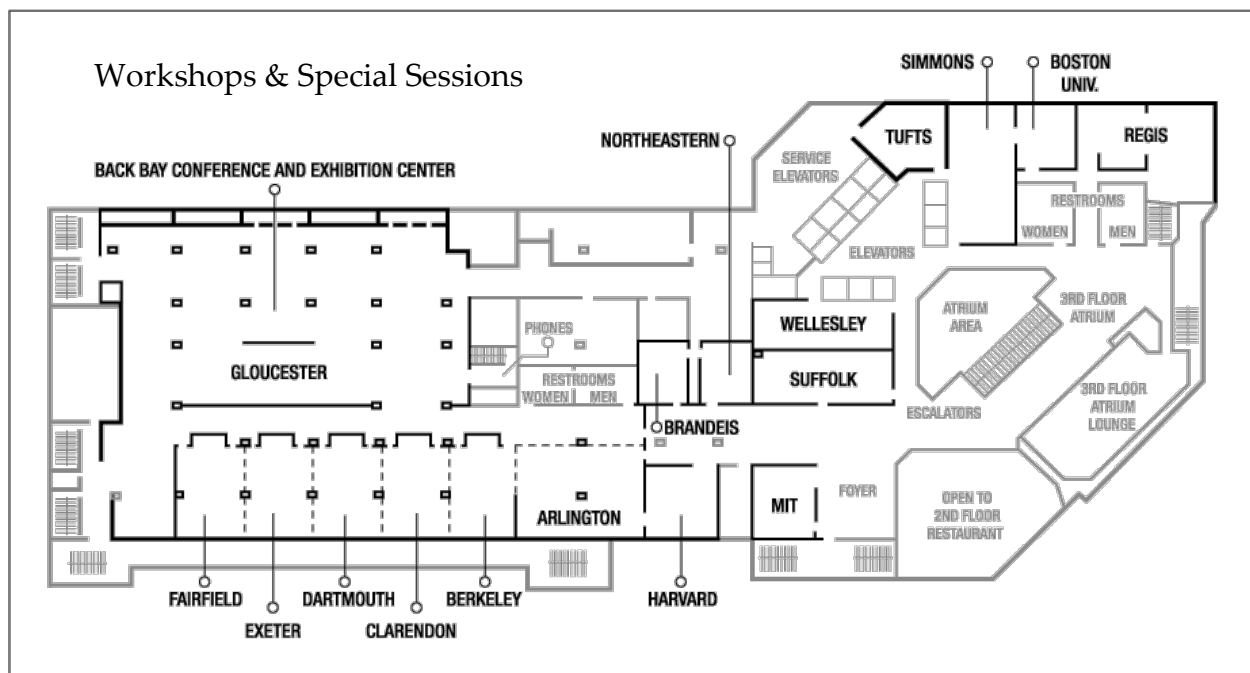 Workshops & Special Sessions
SIMMONS
BOSTON
UNIV.
NORTHEASTERN
TUFTS
REGIS
SERVICE
ELEVATORS
BACK BAY CONFERENCE AND EXHIBITION CENTER
RESTROOMS
WOMEN
MEN
ELEVATORS
ATRIUM
AREA
3RD FLOOR
ATRIUM
WELLESLEY
PHONES
GLOUCESTER
SUFFOLK
RESTROOMS
WOMEN
MEN
3RD FLOOR
ATRIUM
LOUNGE
ESCALATORS
BRANDEIS
MIT
FOYER
OPEN TO
2ND FLOOR
RESTAURANT
ARLINGTON
FAIRFIELD
DARTMOUTH
BERKELEY
HARVARD
EXETER
CLARENDON